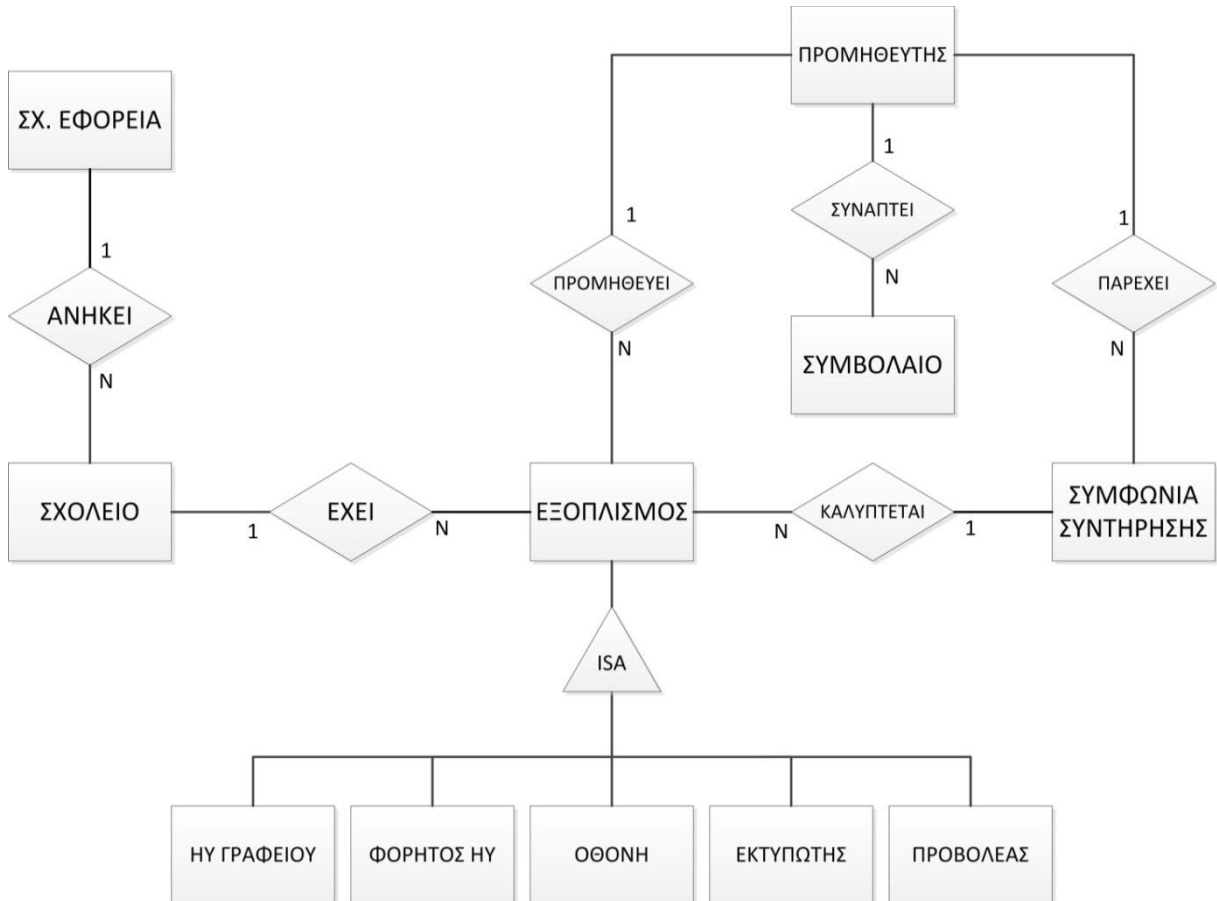 ΠΡΟΜΗΘΕΥΤΗΣ
ΣΧ. ΕΦΟΡΕΙΑ
1
ΣΥΝΑΠΤΕΙ
1
1
1
ΑΝΗΚΕΙ
ΠΡΟΜΗΘΕΥΕΙ
N
ΠΑΡΕΧΕΙ
N
N
N
ΣΥΜΒΟΛΑΙΟ
ΣΧΟΛΕΙΟ
1
ΕΧΕΙ
N
ΕΞΟΠΛΙΣΜΟΣ
N
ΚΑΛΥΠΤΕΤΑΙ
1
ΣΥΜΦΩΝΙΑ
ΣΥΝΤΗΡΗΣΗΣ
ISA
ΗΥ ΓΡΑΦΕΙΟΥ
ΦΟΡΗΤΟΣ ΗΥ
ΟΘΟΝΗ
ΕΚΤΥΠΩΤΗΣ
ΠΡΟΒΟΛΕΑΣ